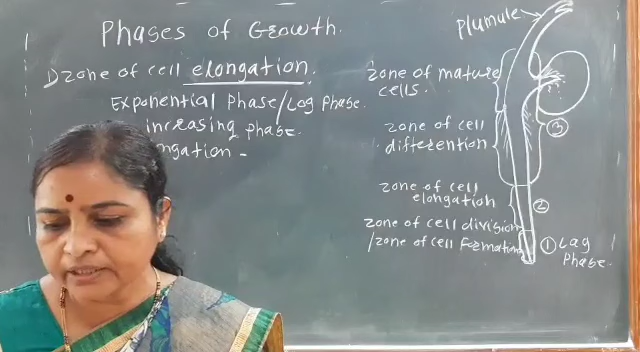 Phases of Growth.
1) zone of cell elongation.
Exponential Phase/Log Phase.
increasing phase.
ngation -
Plumule
zone of mature
cells.
zone of cell
differention
zone of cell
elongation
zone of cell division
/zone of cell Formation
③
②
① Lag
Phase.